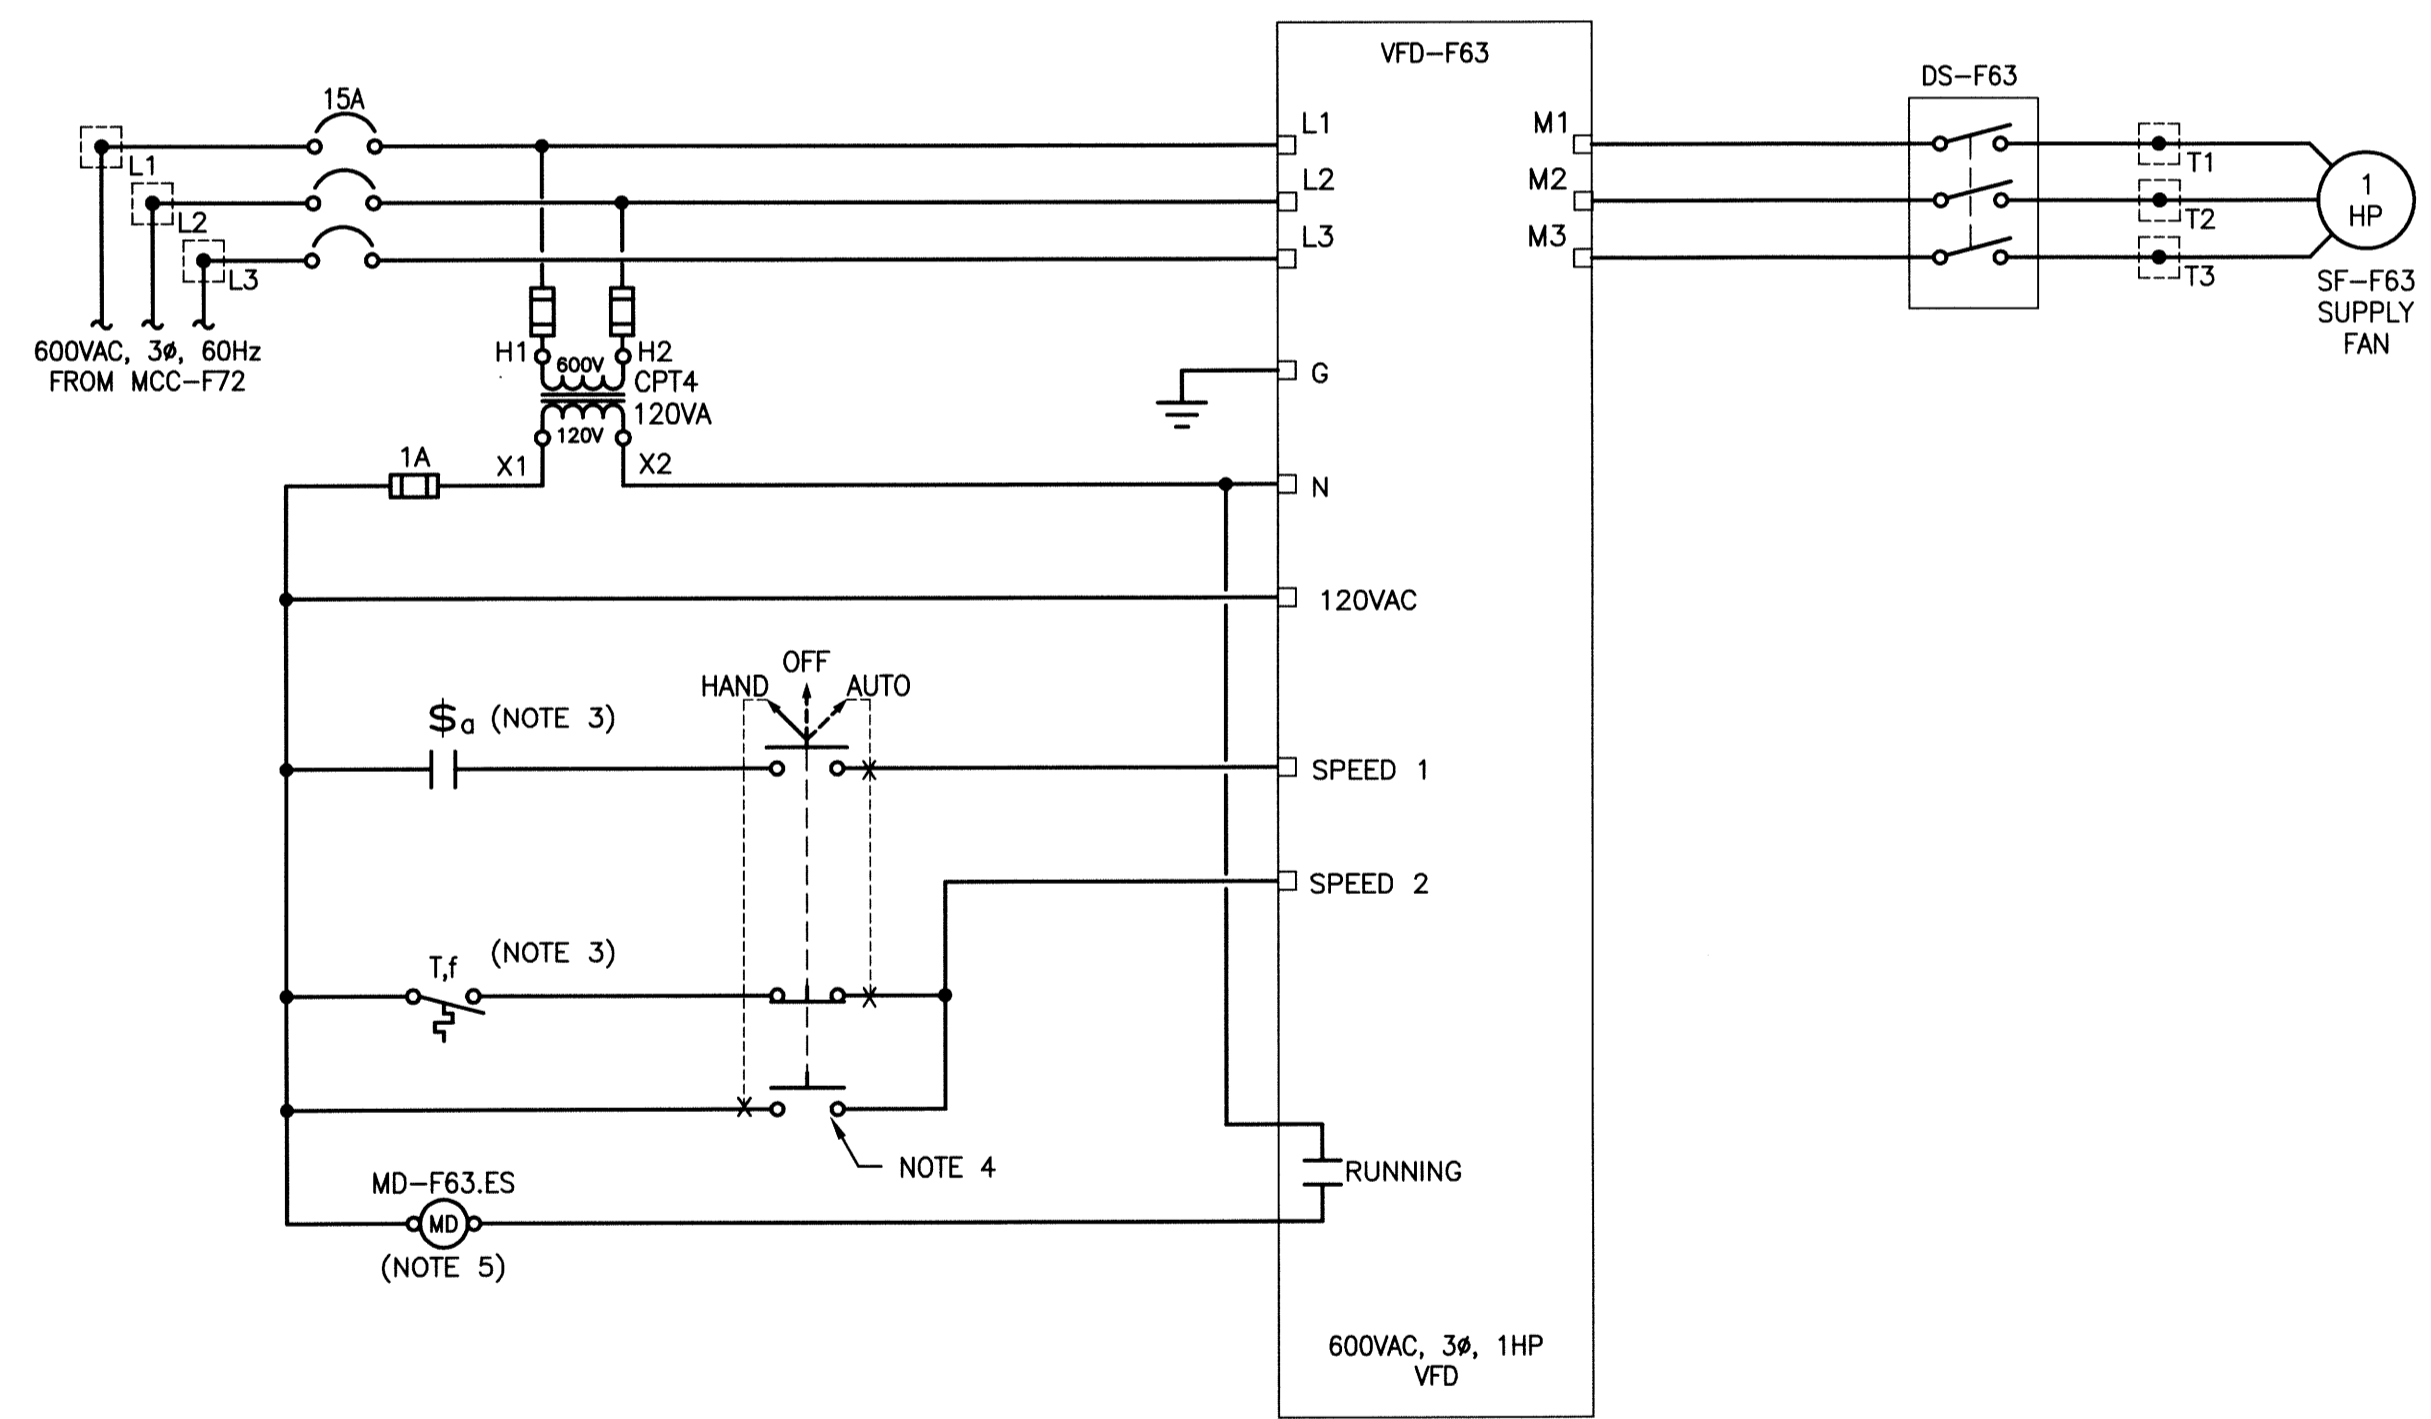 VFD-F63
DS-F63
15A
L1
L2
L3
L1
L2
L3
M1
M2
M3
T1
T2
T3
1
HP
SF-F63
SUPPLY
FAN
600VAC, 3ø, 60Hz
FROM MCC-F72
H1
H2
600V
CPT4
120VA
120V
G
1A
X1
X2
N
120VAC
OFF
HAND
AUTO
$a (NOTE 3)
SPEED 1
SPEED 2
T,f (NOTE 3)
NOTE 4
RUNNING
MD-F63.ES
MD
(NOTE 5)
600VAC, 3ø, 1HP
VFD